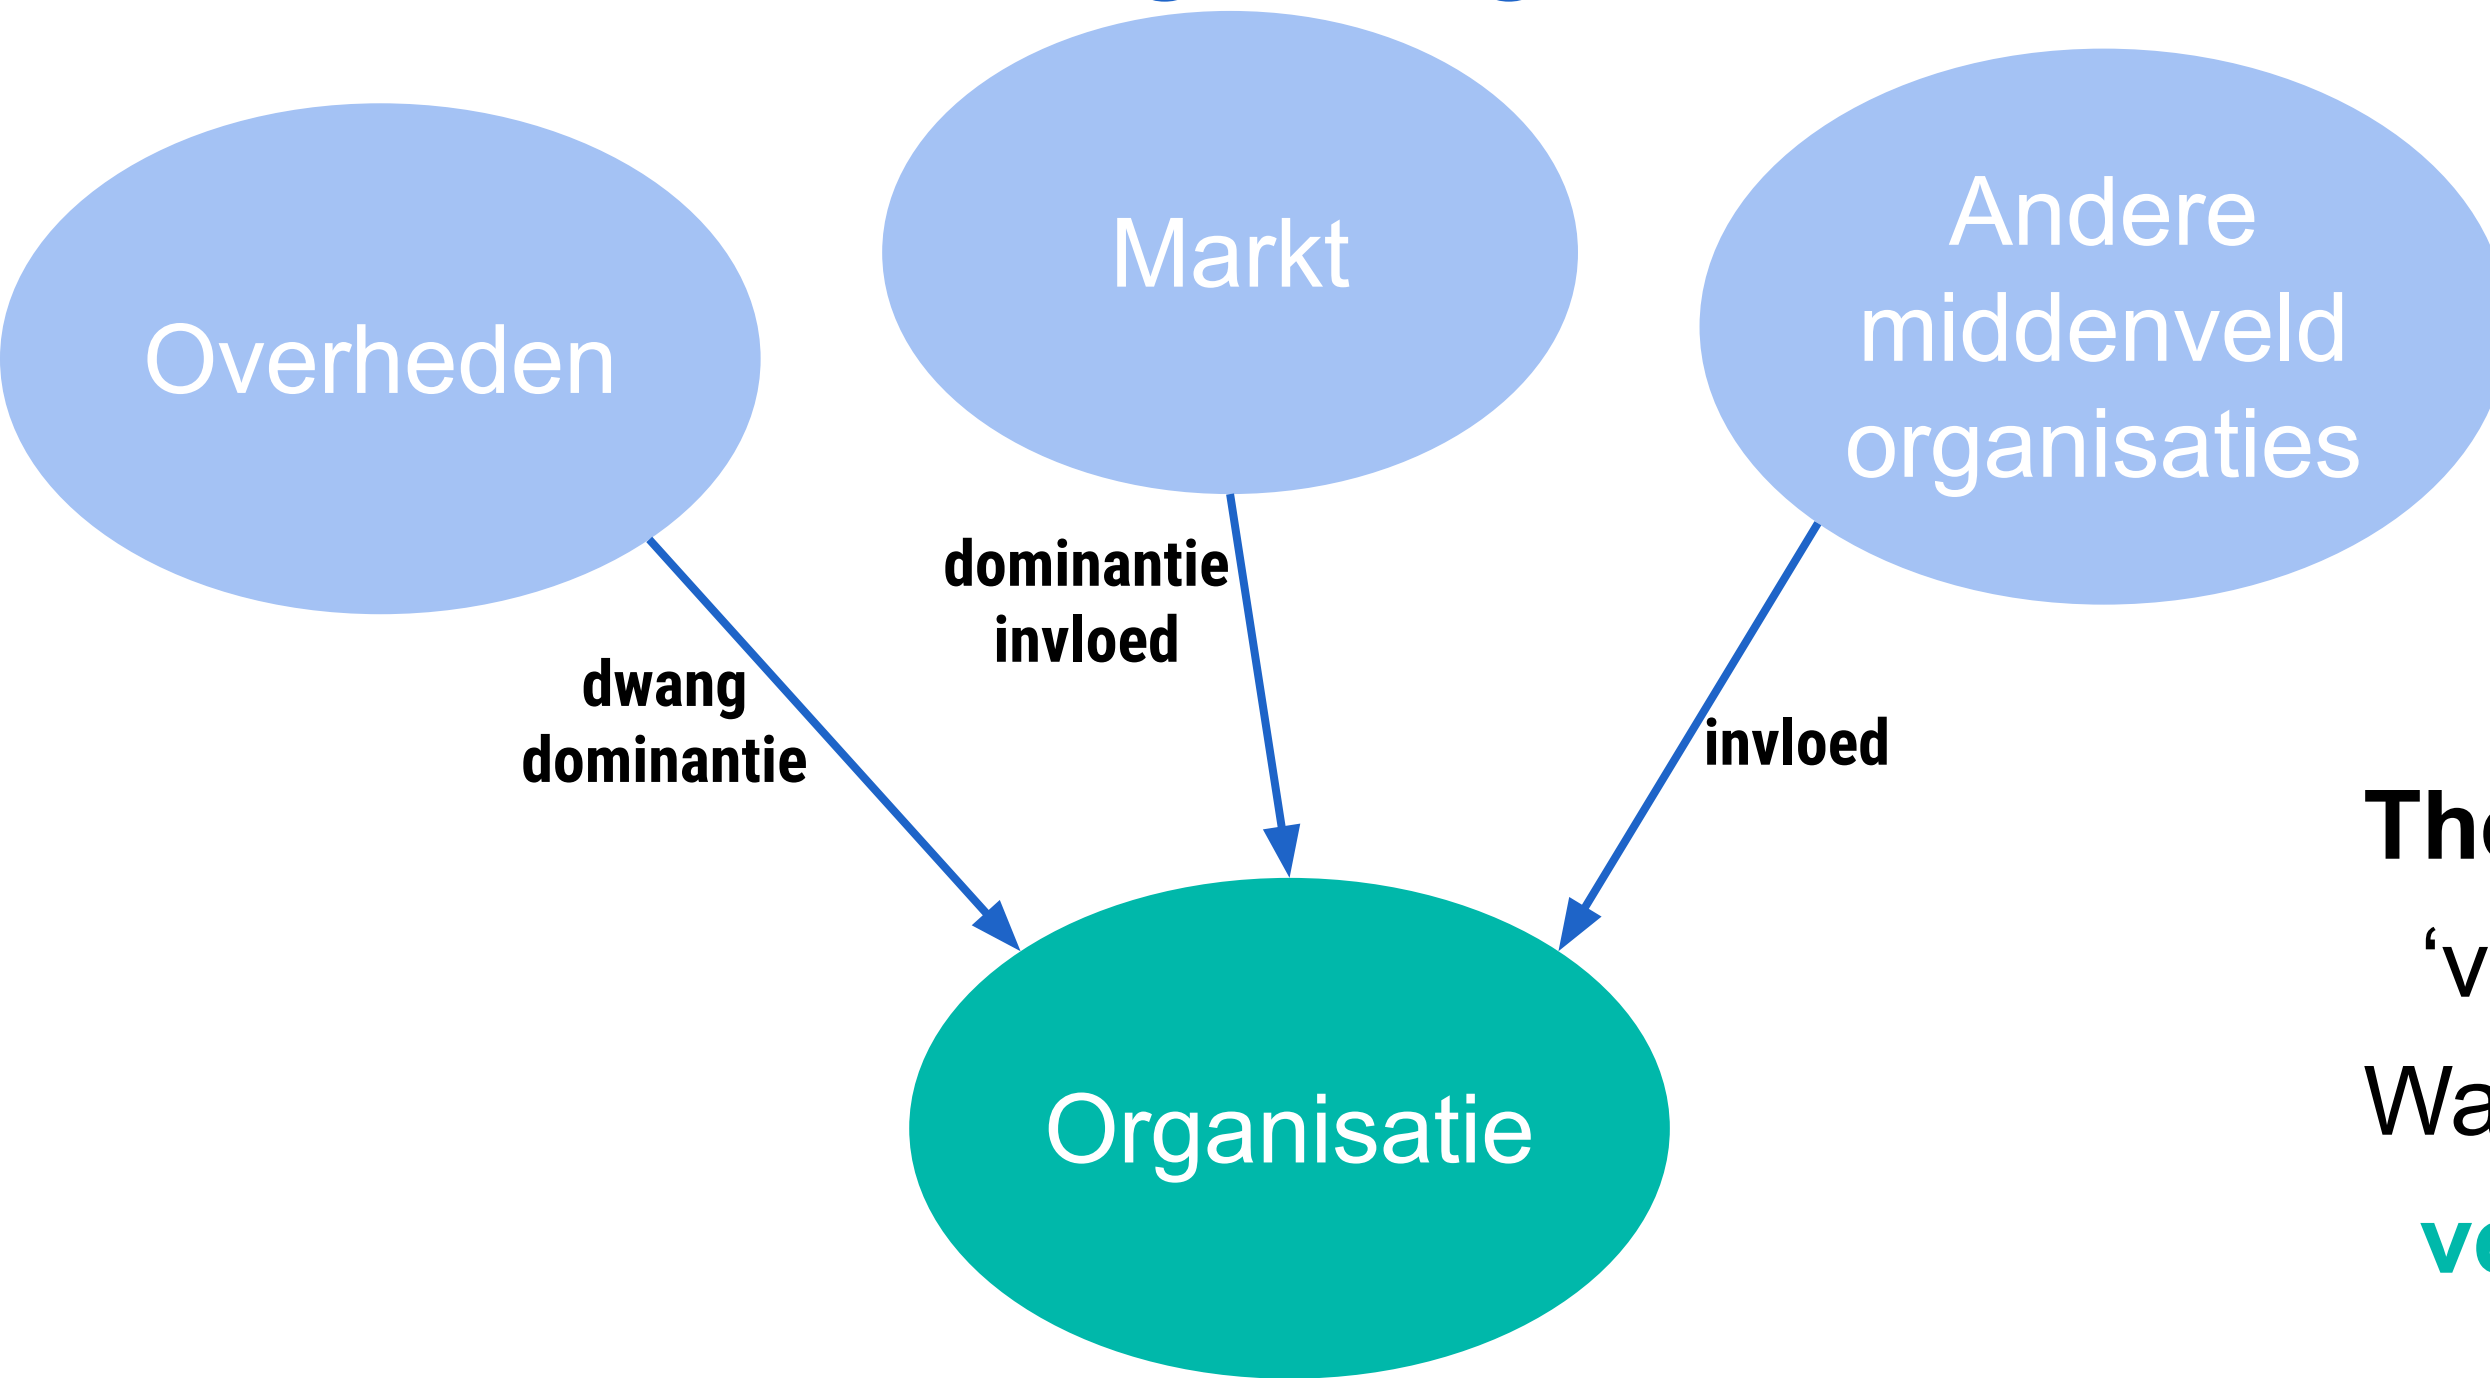 Overheden
Markt
Andere
middenveld
organisaties
dominantie
invloed
dwang
dominantie
invloed
Organisatie